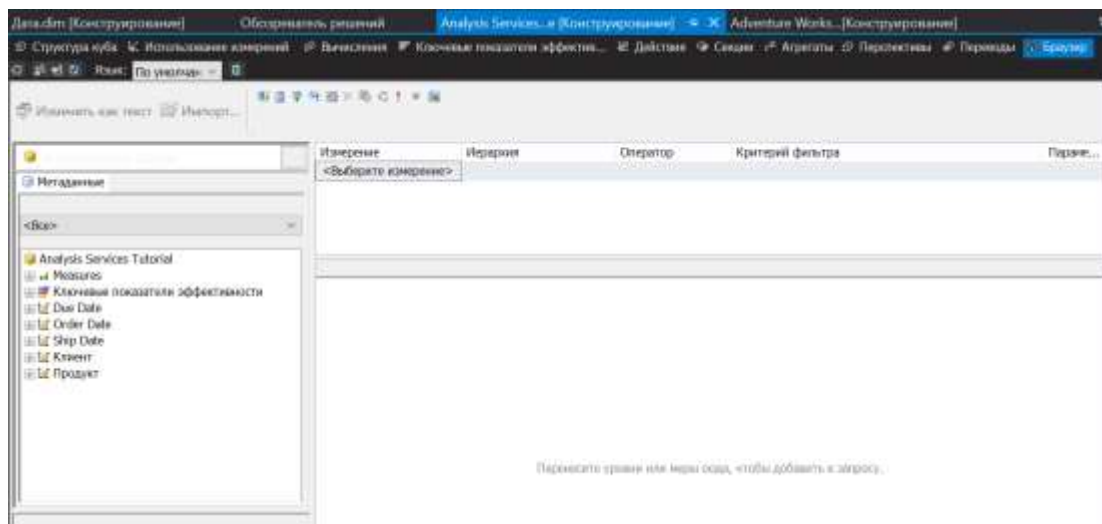 Дата.dim [Конструирование] Обозреватель решений Analysis Services...e [Конструирование] Adventure Works...[Конструирование]
Структура куба Использование измерений Вычисления Ключевые показатели эффектив... Действия Секции Агрегаты Перспективы Переводы Браузер
Язык: По умолчан
Изменить как текст Импорт...
Измерение Иерархия Оператор Критерий фильтра Параме...
<Выберите измерение>
Метаданные
<Все>
Analysis Services Tutorial
Measures
Ключевые показатели эффективности
Due Date
Order Date
Ship Date
Клиент
Продукт
Перенесите уровни или меры сюда, чтобы добавить к запросу.